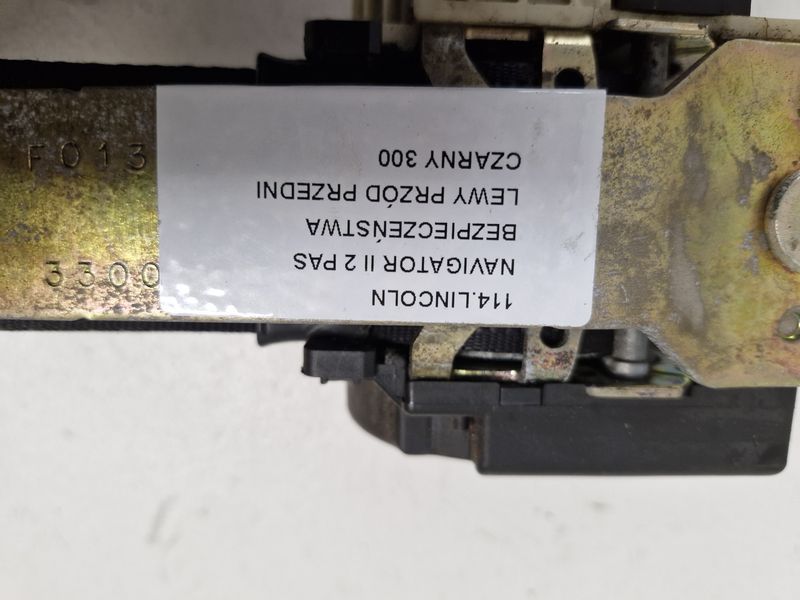 114.LINCOLN
NAVIGATOR II 2 PAS
BEZPIECZEŃSTWA
LEWY PRZÓD PRZEDNI
CZARNY 300
F013
3300